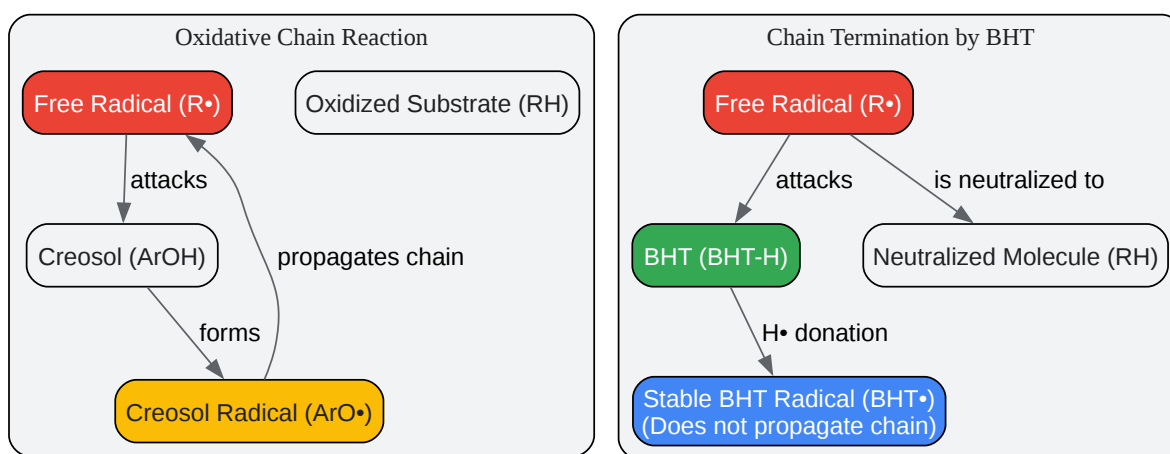 Oxidative Chain Reaction
Free Radical (R•)
Oxidized Substrate (RH)
attacks
Creosol (ArOH)
propagates chain
forms
Creosol Radical (ArO•)
Chain Termination by BHT
Free Radical (R•)
attacks
is neutralized to
BHT (BHT-H)
Neutralized Molecule (RH)
H• donation
Stable BHT Radical (BHT•)
(Does not propagate chain)